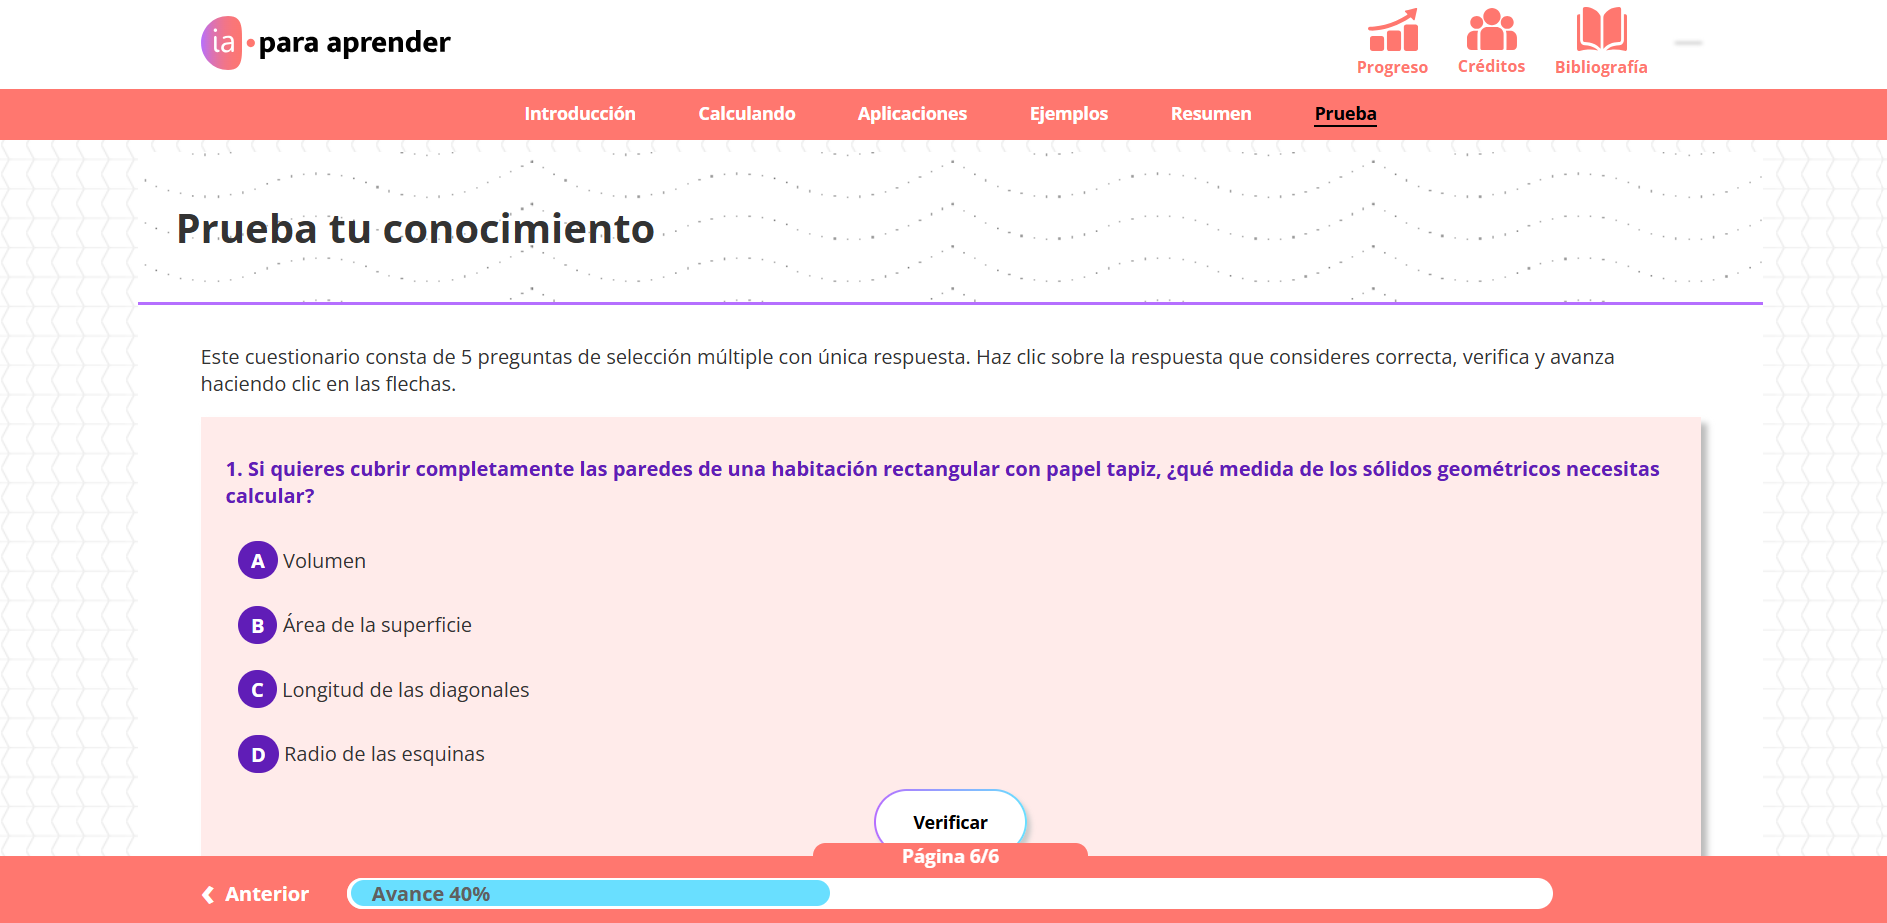 ia para aprender
Progreso
Créditos
Bibliografía
Introducción
Calculando
Aplicaciones
Ejemplos
Resumen
Prueba
Prueba tu conocimiento
Este cuestionario consta de 5 preguntas de selección múltiple con única respuesta. Haz clic sobre la respuesta que consideres correcta, verifica y avanza
haciendo clic en las flechas.
1. Si quieres cubrir completamente las paredes de una habitación rectangular con papel tapiz, ¿qué medida de los sólidos geométricos necesitas
calcular?
A Volumen
B Área de la superficie
C Longitud de las diagonales
D Radio de las esquinas
Verificar
Página 6/6
Anterior
Avance 40%